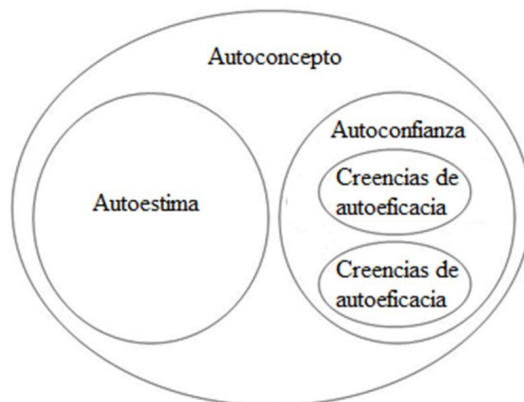 Autoconcepto
Autoestima
Autoconfianza
Creencias de
autoeficacia
Creencias de
autoeficacia